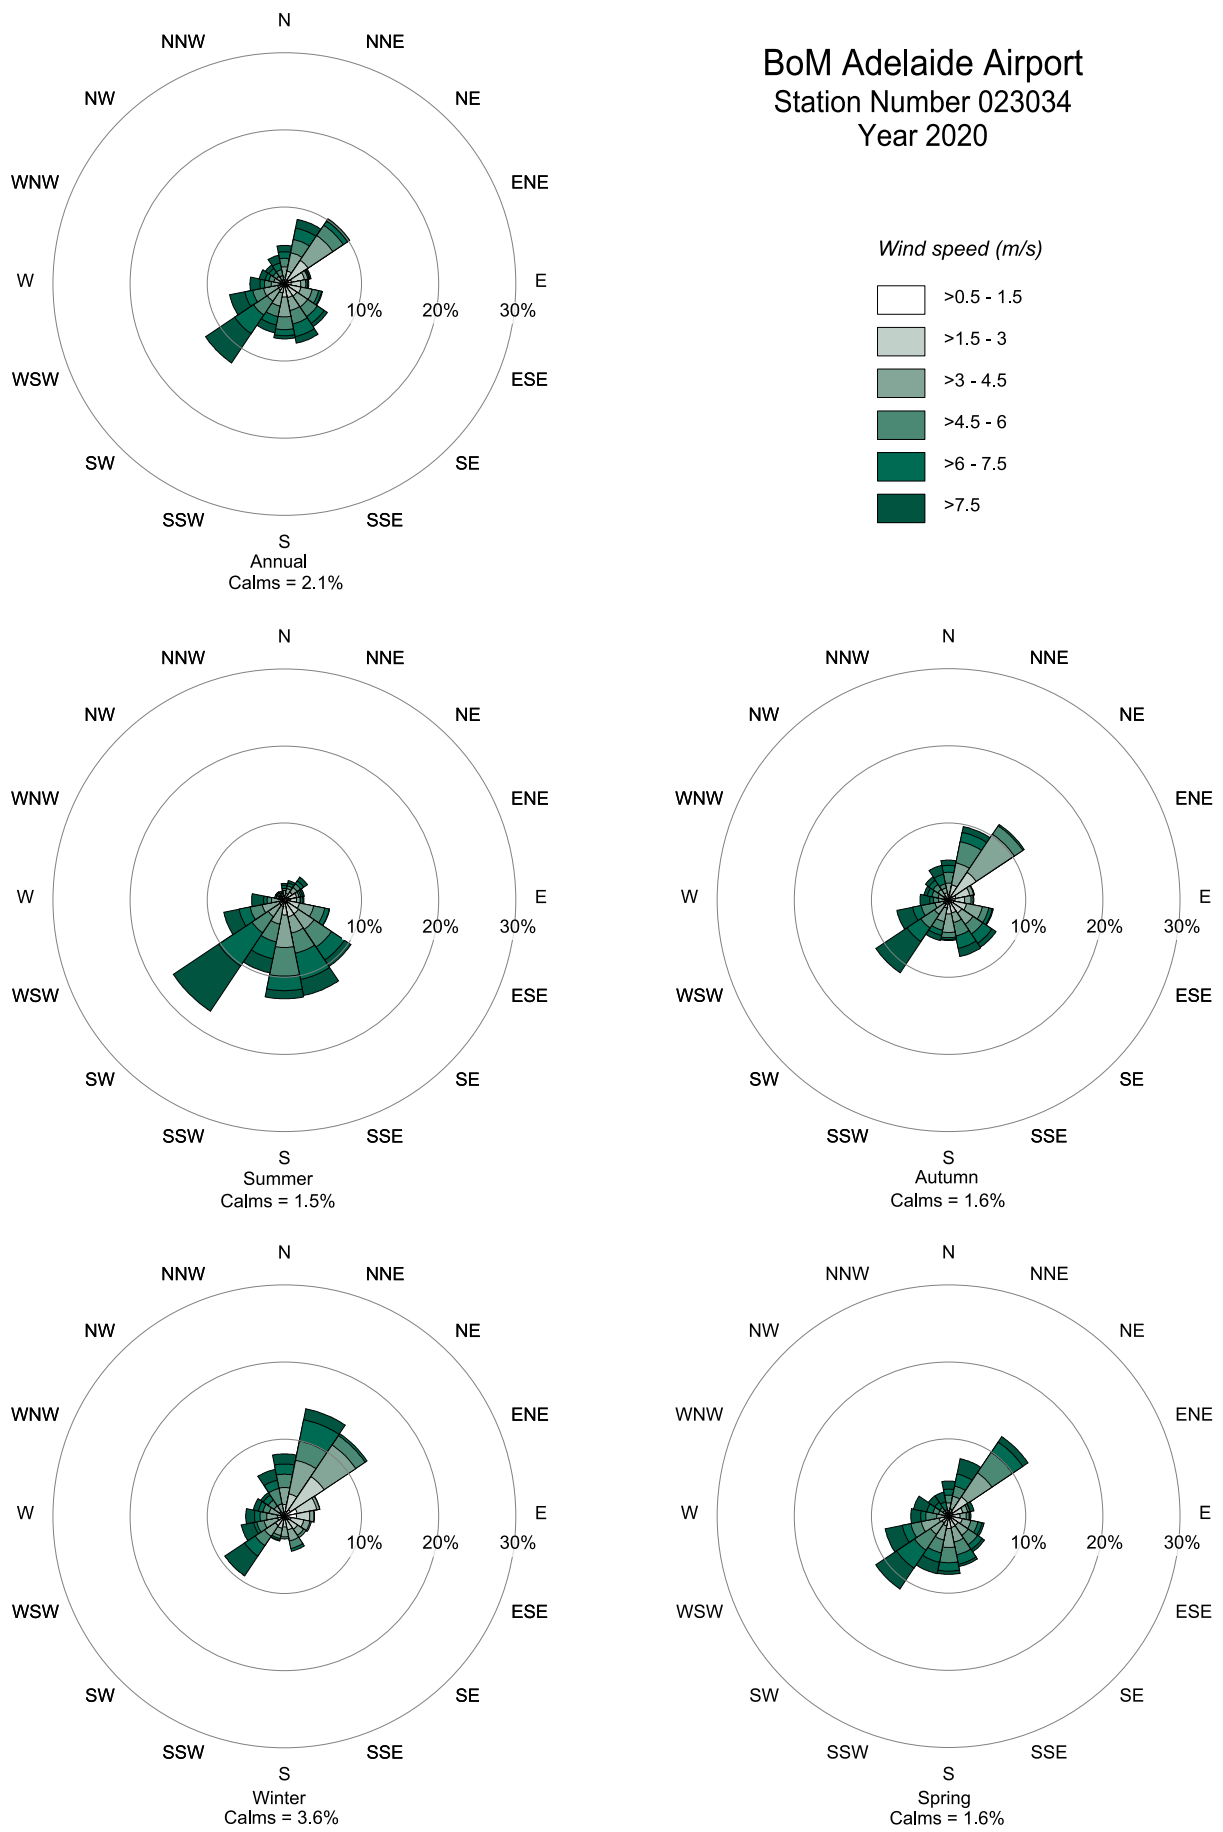 BoM Adelaide Airport
Station Number 023034
Year 2020
Wind speed (m/s)
>0.5 - 1.5
>1.5 - 3
>3 - 4.5
>4.5 - 6
>6 - 7.5
>7.5
N
NNW NNE
NW NE
WNW ENE
W E
10% 20% 30%
WSW ESE
SW SE
SSW SSE
S
Annual
Calms = 2.1%
N
NNW NNE
NW NE
WNW ENE
W E
10% 20% 30%
WSW ESE
SW SE
SSW SSE
S
Summer
Calms = 1.5%
N
NNW NNE
NW NE
WNW ENE
W E
10% 20% 30%
WSW ESE
SW SE
SSW SSE
S
Autumn
Calms = 1.6%
N
NNW NNE
NW NE
WNW ENE
W E
10% 20% 30%
WSW ESE
SW SE
SSW SSE
S
Winter
Calms = 3.6%
N
NNW NNE
NW NE
WNW ENE
W E
10% 20% 30%
WSW ESE
SW SE
SSW SSE
S
Spring
Calms = 1.6%